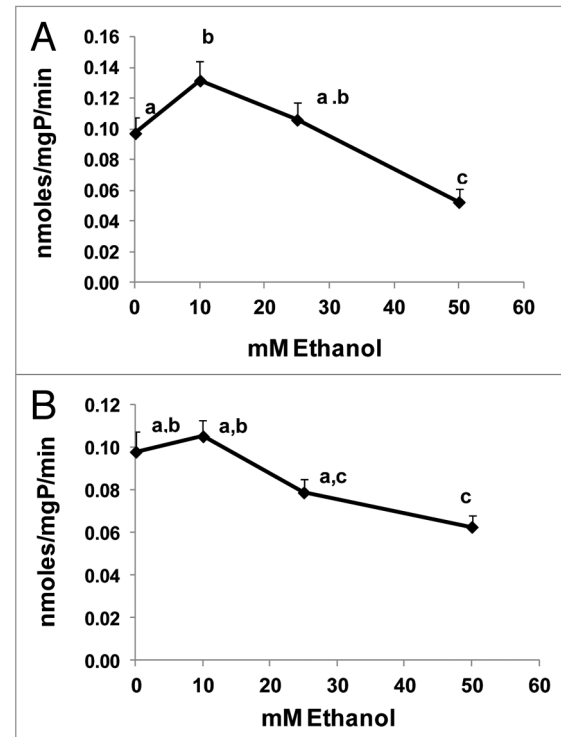 A
nmoles/mgP/min
0.16
0.14
0.12
0.10
0.08
0.06
0.04
0.02
0.00
a
b
a .b
c
0 10 20 30 40 50 60
mM Ethanol
B
nmoles/mgP/min
0.12
0.10
0.08
0.06
0.04
0.02
0.00
a,b
a,b
a,c
c
0 10 20 30 40 50 60
mM Ethanol